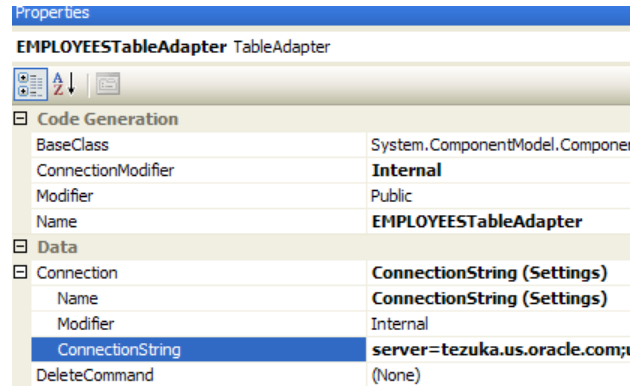 Properties
EMPLOYEESTableAdapter TableAdapter
Code Generation
BaseClass System.ComponentModel.Componen
ConnectionModifier Internal
Modifier Public
Name EMPLOYEESTableAdapter
Data
Connection ConnectionString (Settings)
Name ConnectionString (Settings)
Modifier Internal
ConnectionString server=tezuka.us.oracle.com;u
DeleteCommand (None)